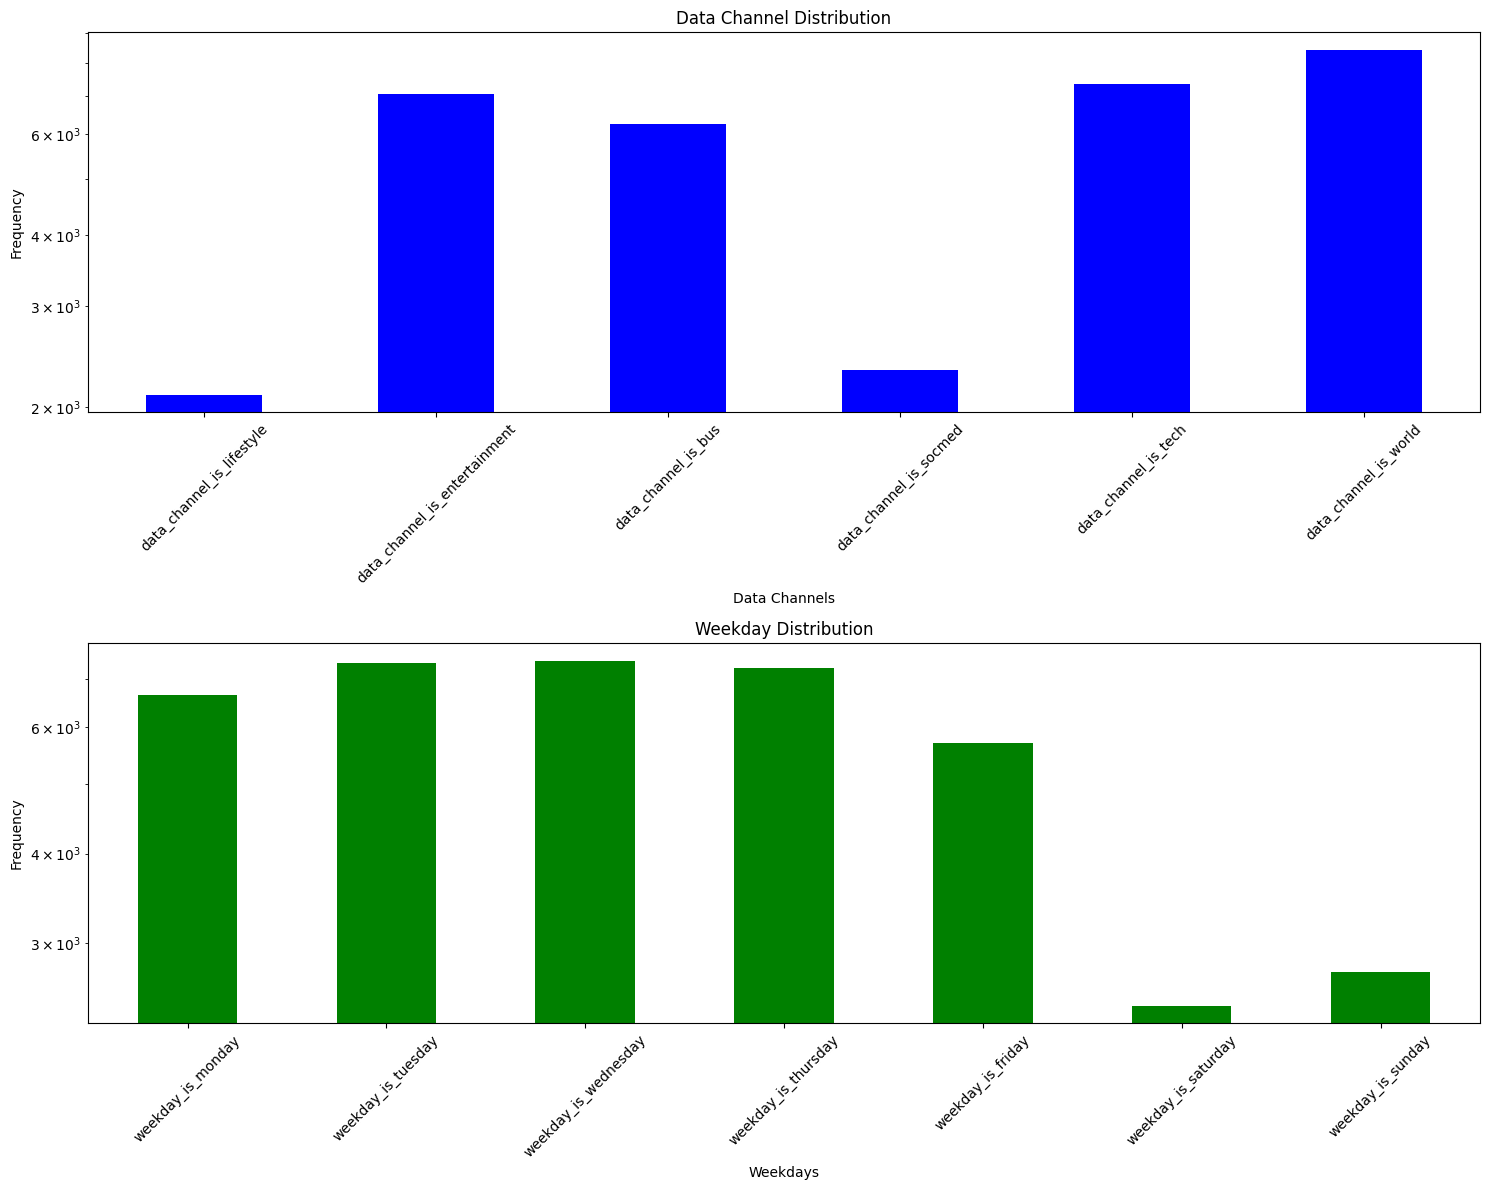 Data Channel Distribution
6 × 10³
4 × 10³
3 × 10³
2 × 10³
Frequency
data_channel_is_lifestyle
data_channel_is_entertainment
data_channel_is_bus
data_channel_is_socmed
data_channel_is_tech
data_channel_is_world
Data Channels
Weekday Distribution
6 × 10³
4 × 10³
3 × 10³
Frequency
weekday_is_monday
weekday_is_tuesday
weekday_is_wednesday
weekday_is_thursday
weekday_is_friday
weekday_is_saturday
weekday_is_sunday
Weekdays